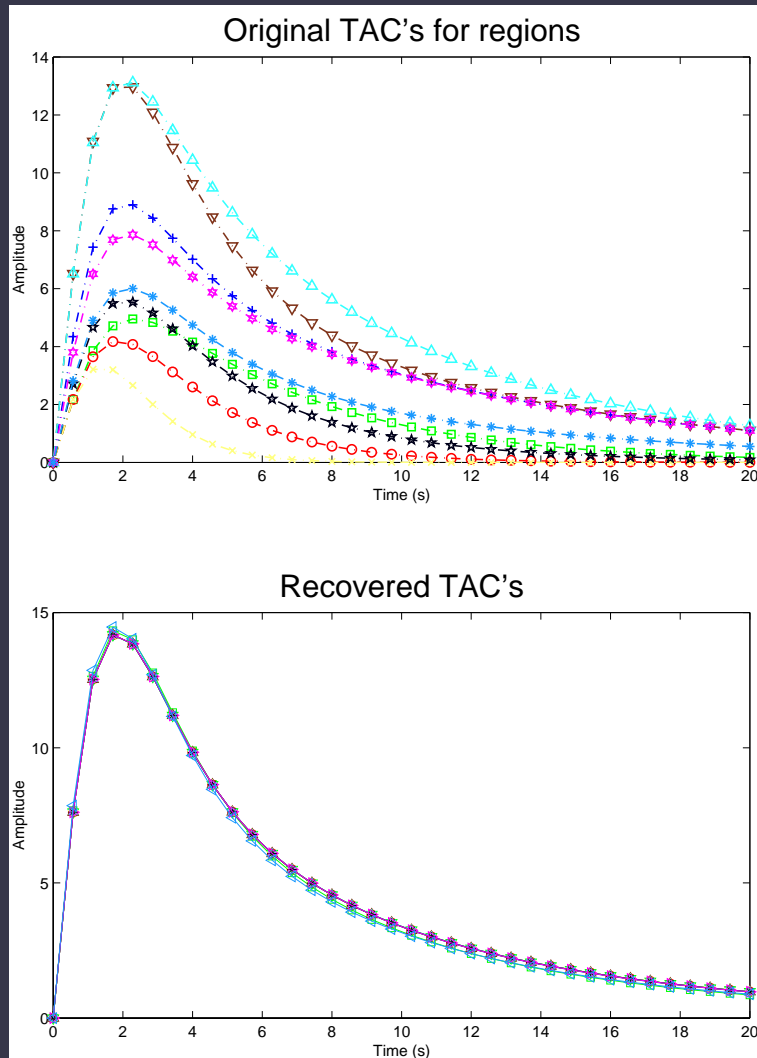 Original TAC's for regions
14
12
10
8
6
4
2
0
Amplitude
0 2 4 6 8 10 12 14 16 18 20
Time (s)
Recovered TAC's
15
10
5
0
Amplitude
0 2 4 6 8 10 12 14 16 18 20
Time (s)